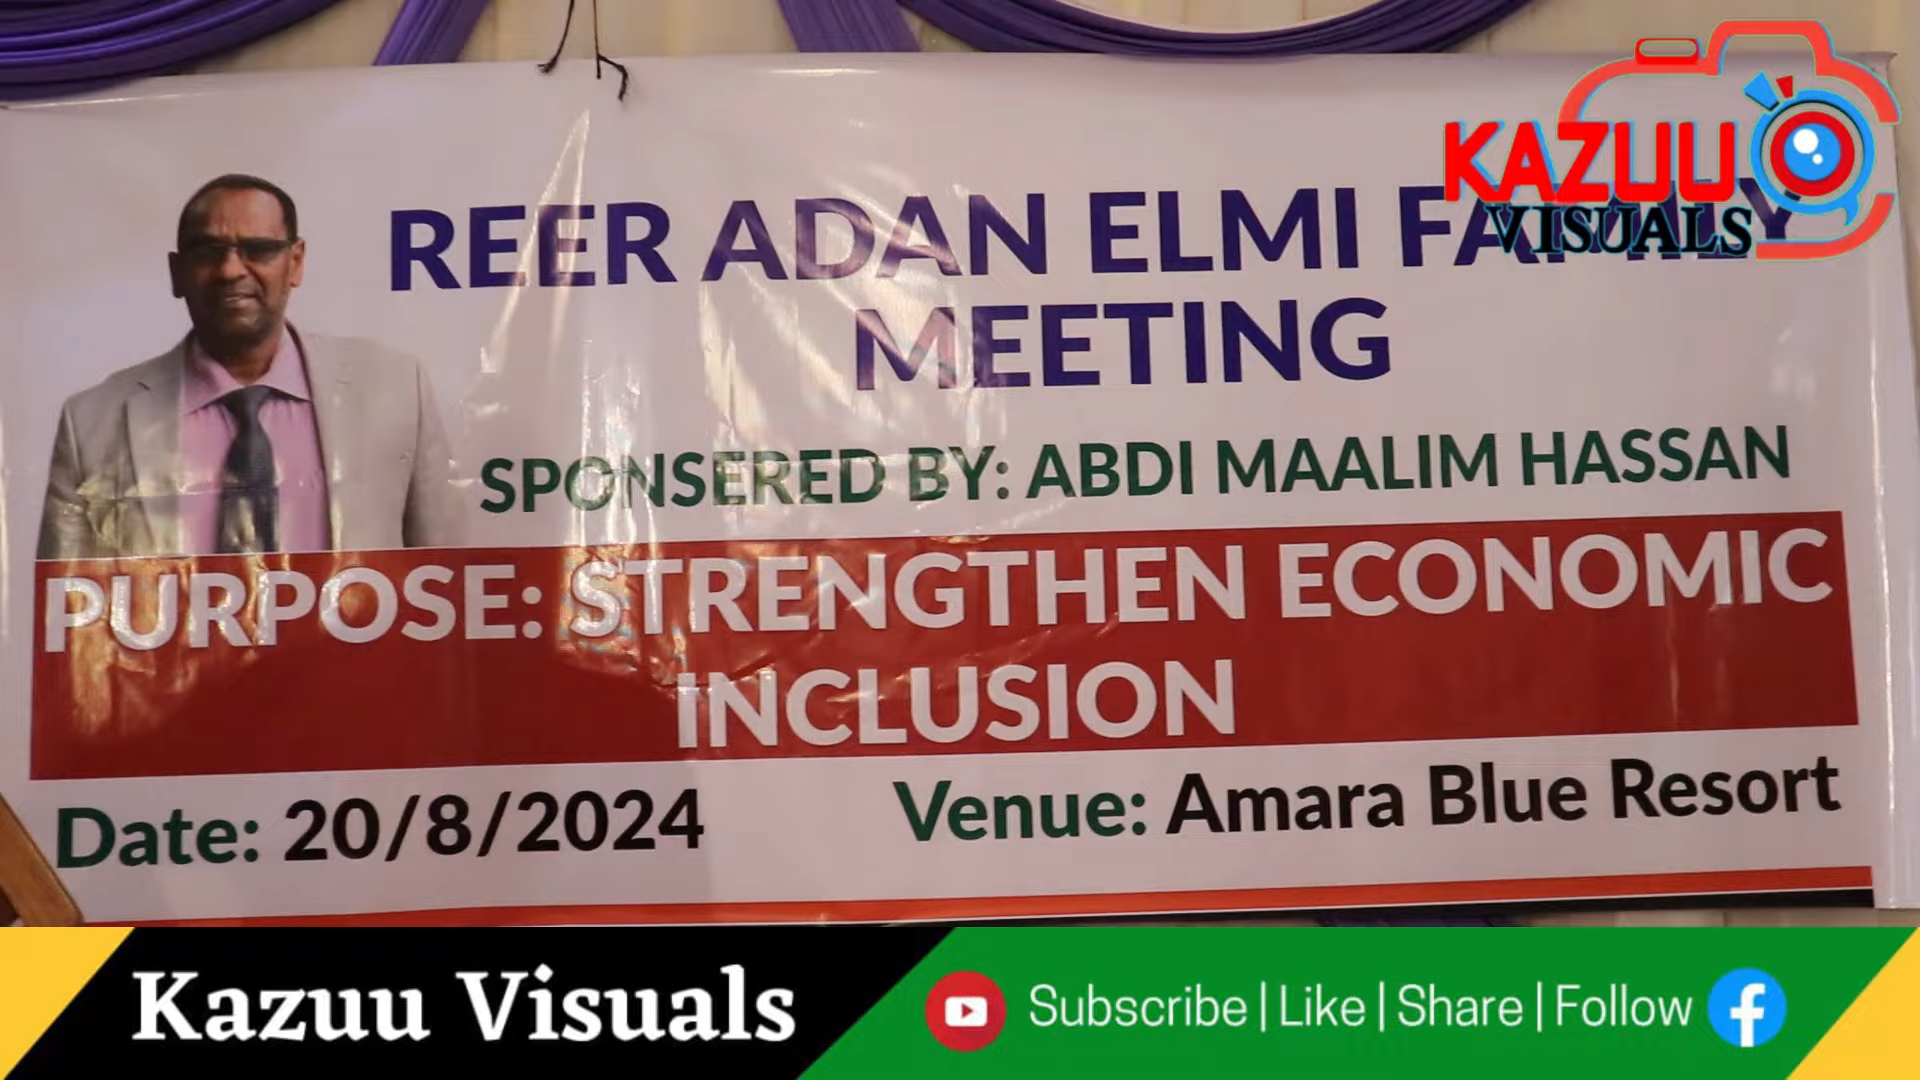 KAZUU
VISUALS
REER ADAN ELMI FAMILY
MEETING
SPONSERED BY: ABDI MAALIM HASSAN
PURPOSE: STRENGTHEN ECONOMIC
INCLUSION
Date: 20/8/2024 Venue: Amara Blue Resort
Kazuu Visuals Subscribe | Like | Share | Follow